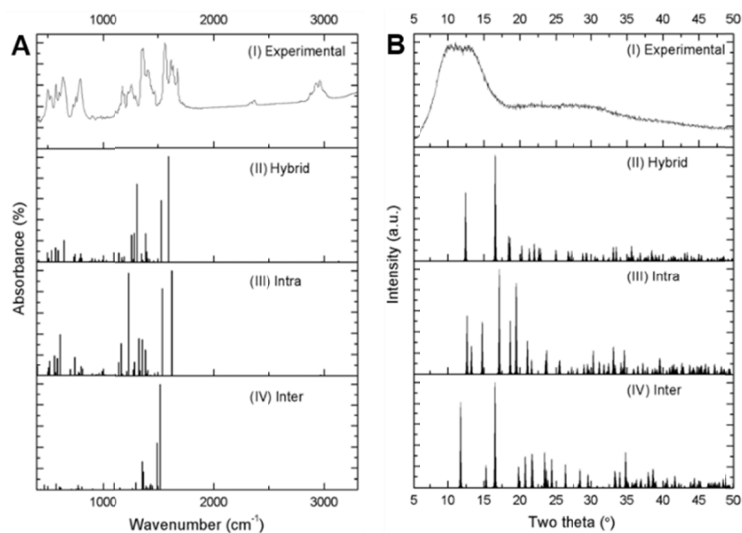 A
(I) Experimental
(II) Hybrid
(III) Intra
(IV) Inter
Absorbance (%)
1000 2000 3000
1000 2000 3000
Wavenumber (cm⁻¹)
B
5 10 15 20 25 30 35 40 45 50
(I) Experimental
(II) Hybrid
(III) Intra
(IV) Inter
Intensity (a.u.)
5 10 15 20 25 30 35 40 45 50
Two theta (°)